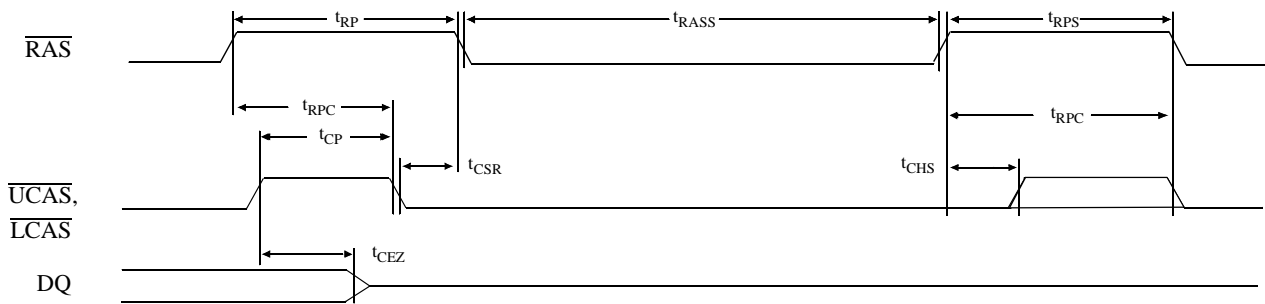 tRP
tRASS
tRPS
RAS
tRPC
tRPC
tCP
tCSR
tCHS
UCAS,
LCAS
tCEZ
DQ